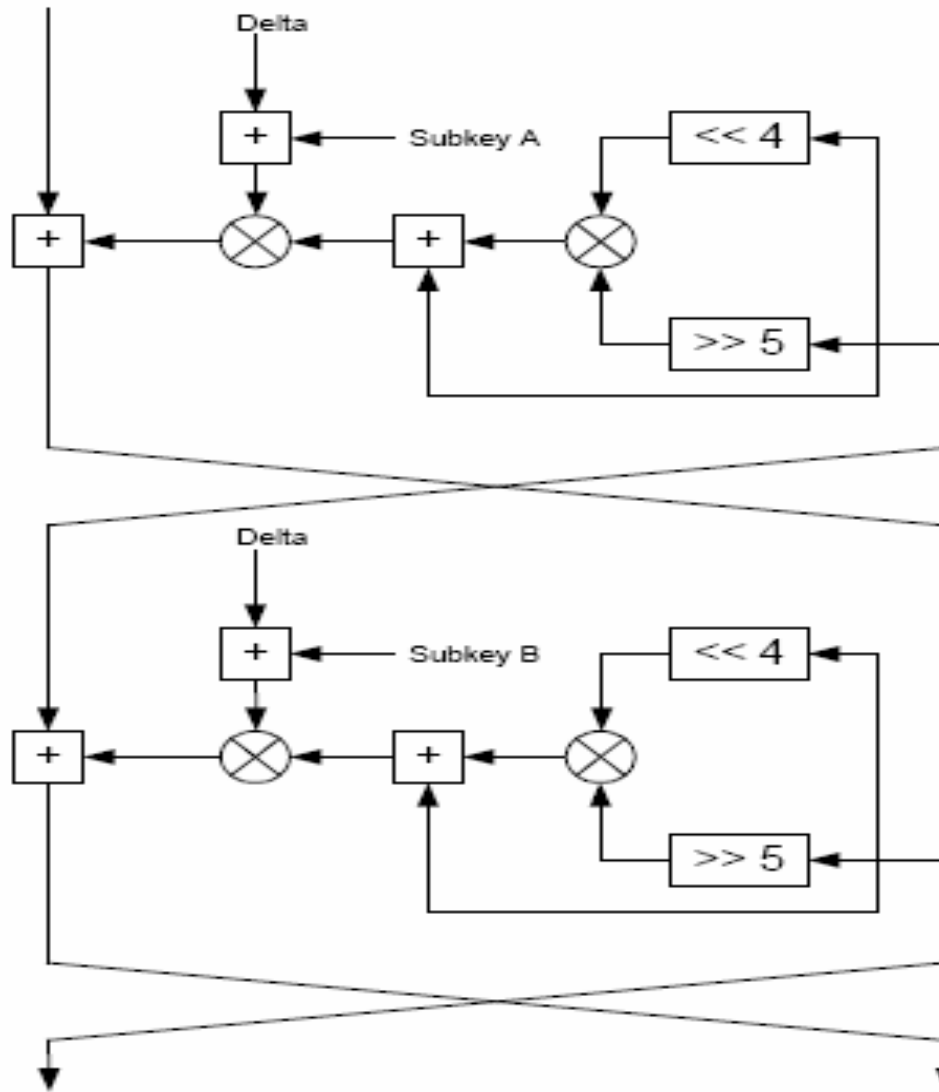 Delta
+
Subkey A
<< 4
+
+
>> 5
Delta
+
Subkey B
<< 4
+
+
>> 5